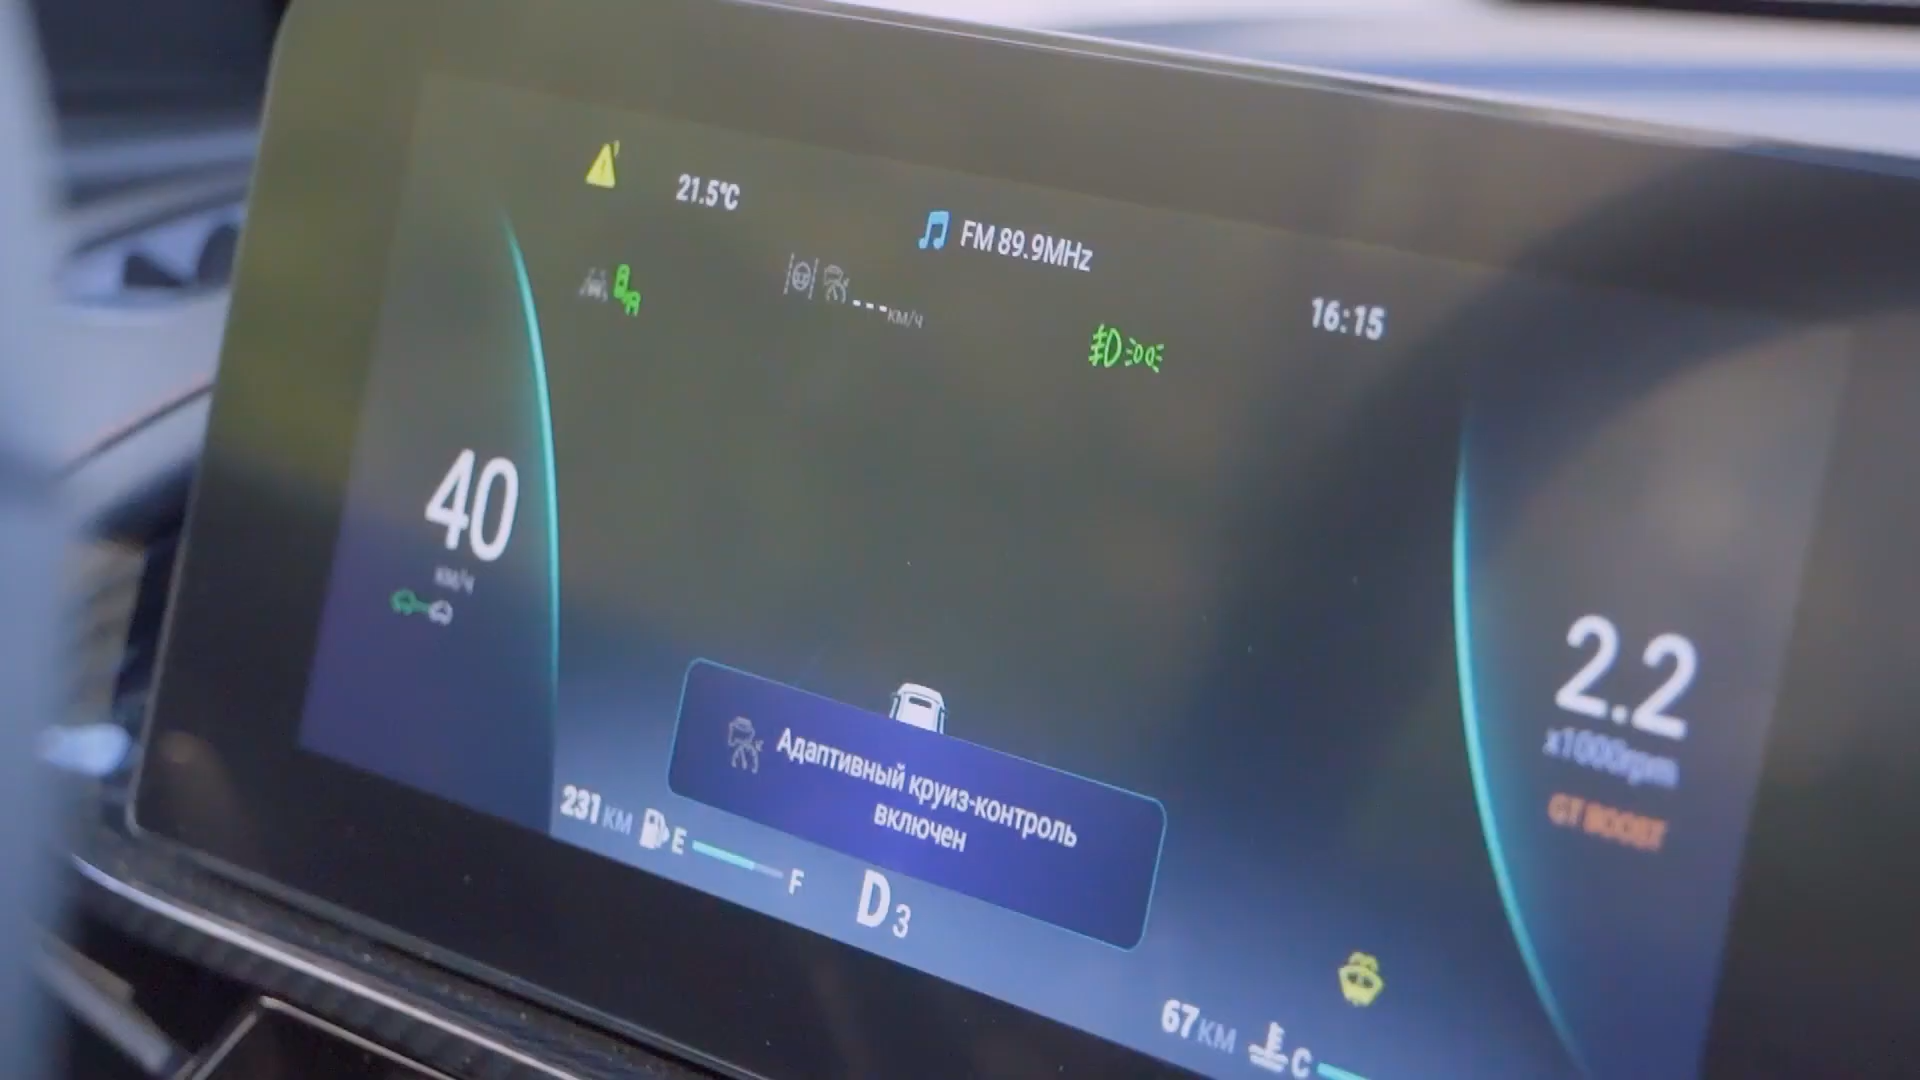 21.5°C
FM 89.9MHz
16:15
---км/ч
40
км/ч
2.2
x1000rpm
GT BOOST
Адаптивный круиз-контроль
включен
231 КМ E F
D3
67 КМ C